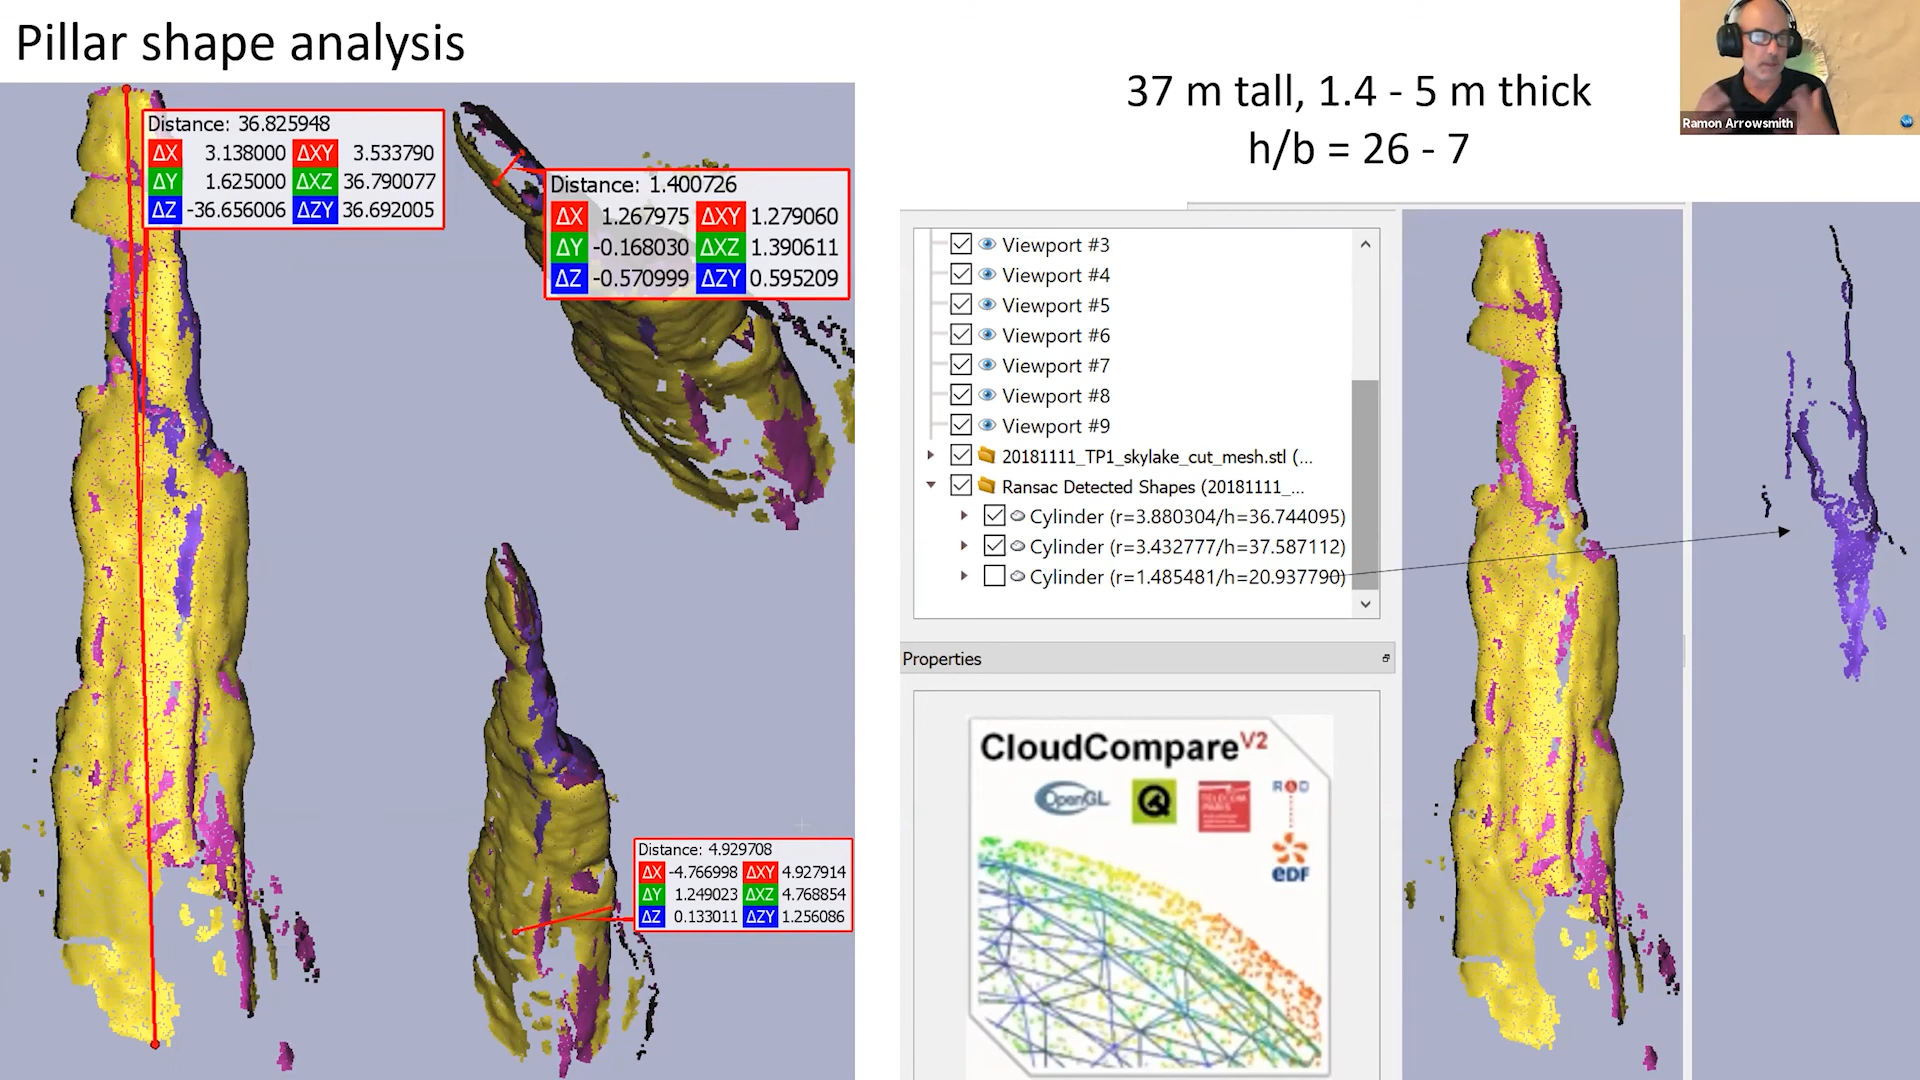 Pillar shape analysis
37 m tall, 1.4 - 5 m thick
h/b = 26 - 7
Ramon Arrowsmith
Distance: 36.825948
ΔX 3.138000 ΔXY 3.533790
ΔY 1.625000 ΔXZ 36.790077
ΔZ -36.656006 ΔZY 36.692005
Distance: 1.400726
ΔX 1.267975 ΔXY 1.279060
ΔY -0.168030 ΔXZ 1.390611
ΔZ -0.570999 ΔZY 0.595209
Distance: 4.929708
ΔX -4.766998 ΔXY 4.927914
ΔY 1.249023 ΔXZ 4.768854
ΔZ 0.133011 ΔZY 1.256086
Viewport #3
Viewport #4
Viewport #5
Viewport #6
Viewport #7
Viewport #8
Viewport #9
20181111_TP1_skylake_cut_mesh.stl (...
Ransac Detected Shapes (20181111_...
Cylinder (r=3.880304/h=36.744095)
Cylinder (r=3.432777/h=37.587112)
Cylinder (r=1.485481/h=20.937790)
Properties
CloudCompare V2
OpenGL
TELECOM
PARIS
R&D
eDF